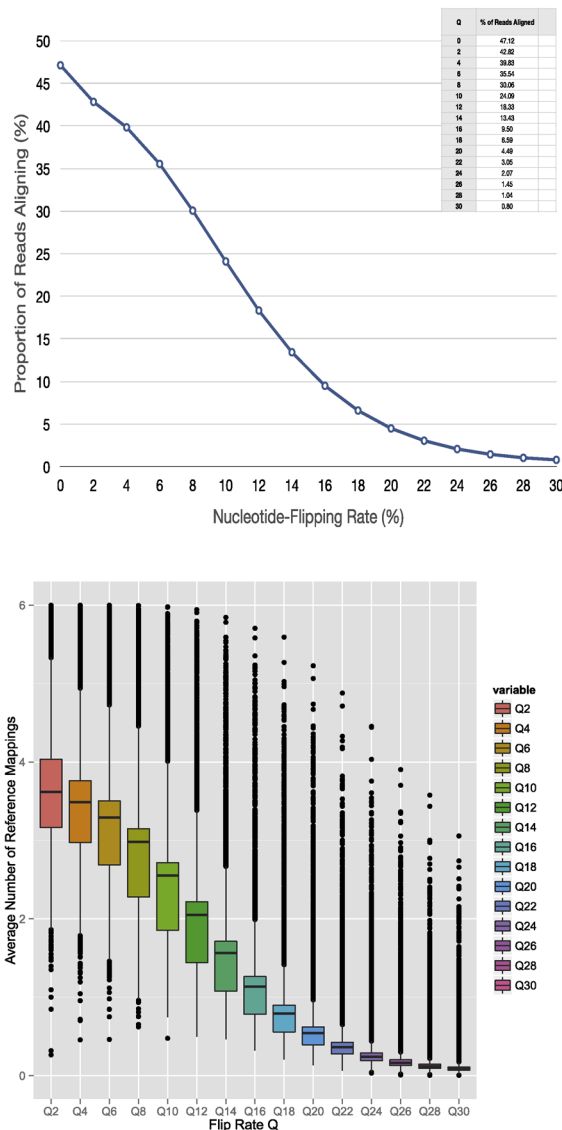 Q % of Reads Aligned
0 47.12
2 42.82
4 39.83
6 35.54
8 30.06
10 24.09
12 18.33
14 13.43
16 9.50
18 6.59
20 4.49
22 3.05
24 2.07
26 1.45
28 1.04
30 0.80
Proportion of Reads Aligning (%)
50
45
40
35
30
25
20
15
10
5
0
0 2 4 6 8 10 12 14 16 18 20 22 24 26 28 30
Nucleotide-Flipping Rate (%)
Average Number of Reference Mappings
6
4
2
0
Q2 Q4 Q6 Q8 Q10 Q12 Q14 Q16 Q18 Q20 Q22 Q24 Q26 Q28 Q30
Flip Rate Q
variable
Q2
Q4
Q6
Q8
Q10
Q12
Q14
Q16
Q18
Q20
Q22
Q24
Q26
Q28
Q30